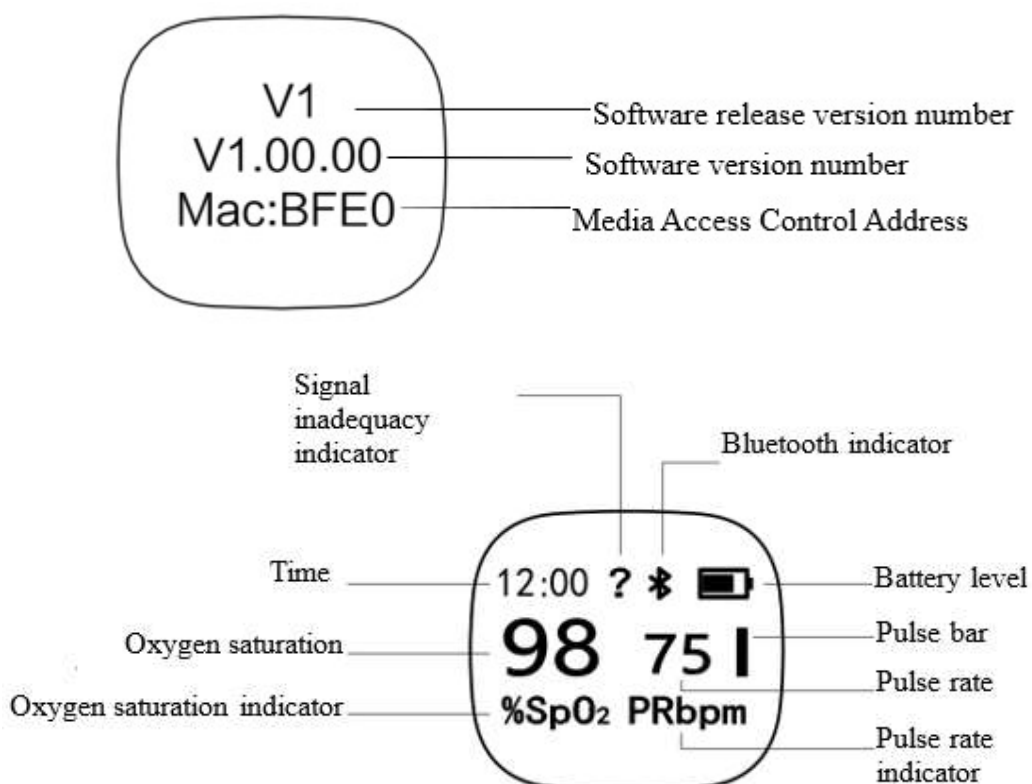 V1
Software release version number
V1.00.00
Software version number
Mac:BFE0
Media Access Control Address
Signal
inadequacy
indicator
Bluetooth indicator
Time
12:00 ?
Battery level
Oxygen saturation
98
75
Pulse bar
Pulse rate
Oxygen saturation indicator
%SpO₂ PRbpm
Pulse rate
indicator